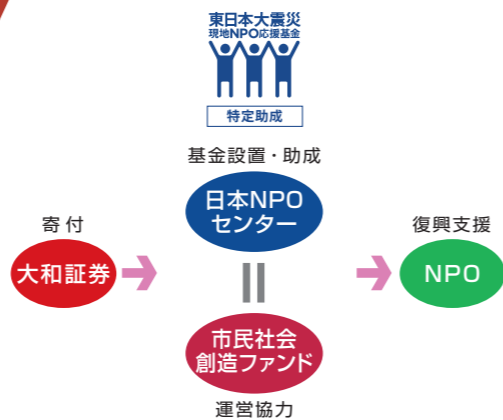 東日本大震災
現地NPO応援基金
特定助成
基金設置・助成
日本NPO
センター
寄付
大和証券
復興支援
NPO
市民社会
創造ファンド
運営協力